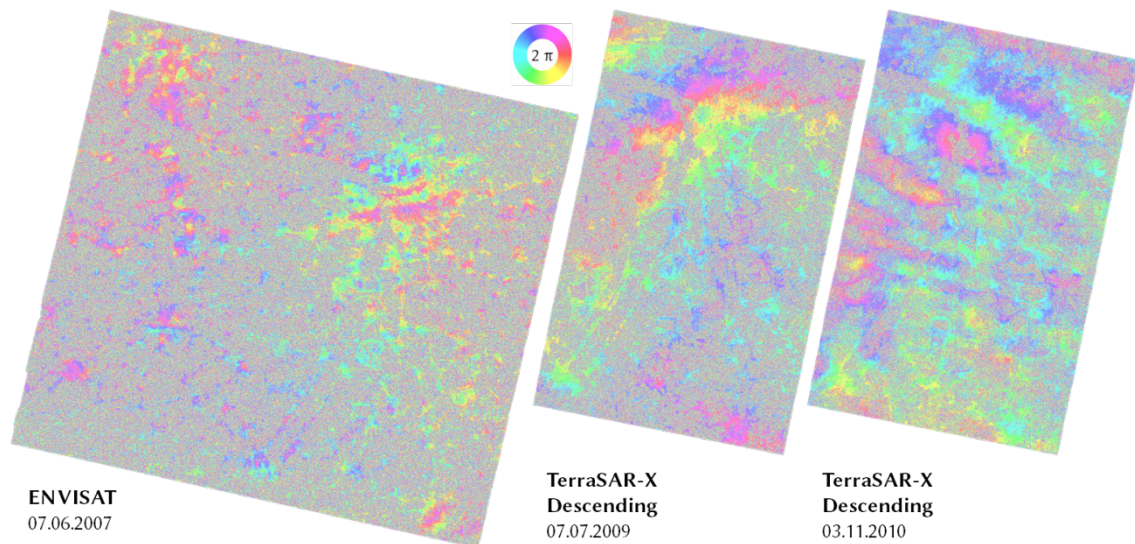 2 π
ENVISAT
07.06.2007
TerraSAR-X
Descending
07.07.2009
TerraSAR-X
Descending
03.11.2010